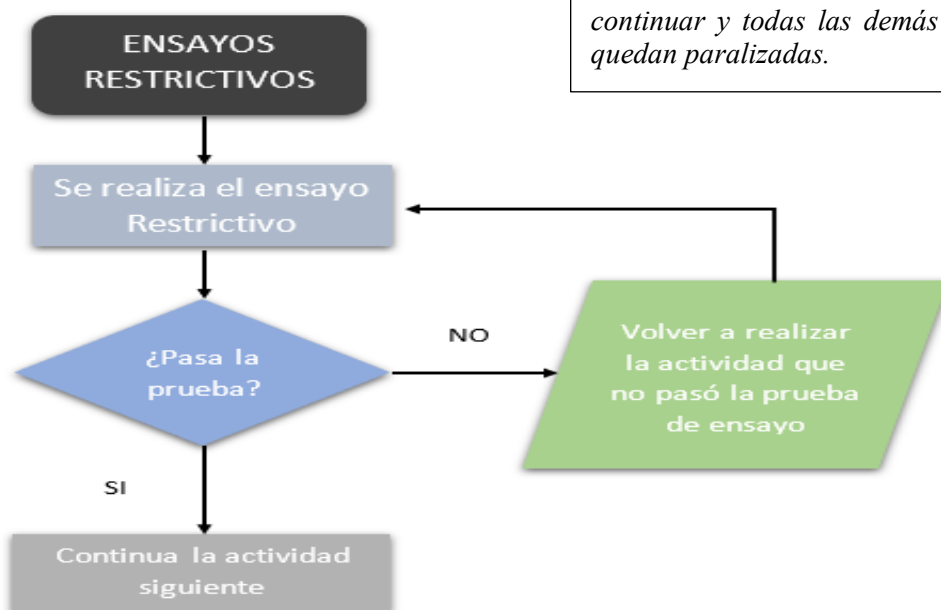 continuar y todas las demás
quedan paralizadas.
ENSAYOS
RESTRICTIVOS
Se realiza el ensayo
Restrictivo
¿Pasa la
prueba?
NO
Volver a realizar
la actividad que
no pasó la prueba
de ensayo
SI
Continua la actividad
siguiente